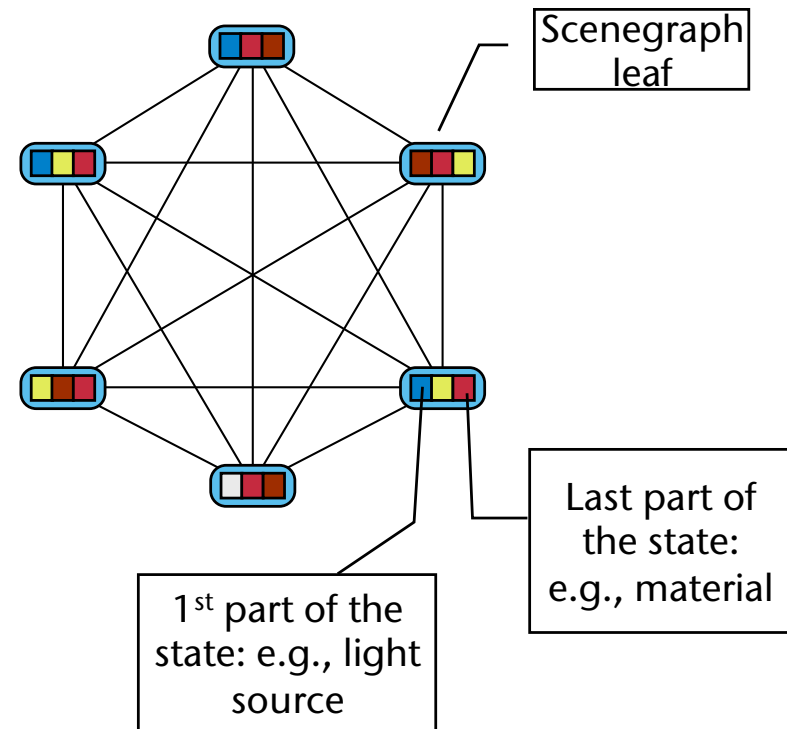 Scenegraph
leaf
Last part of
the state:
e.g., material
1st part of the
state: e.g., light
source